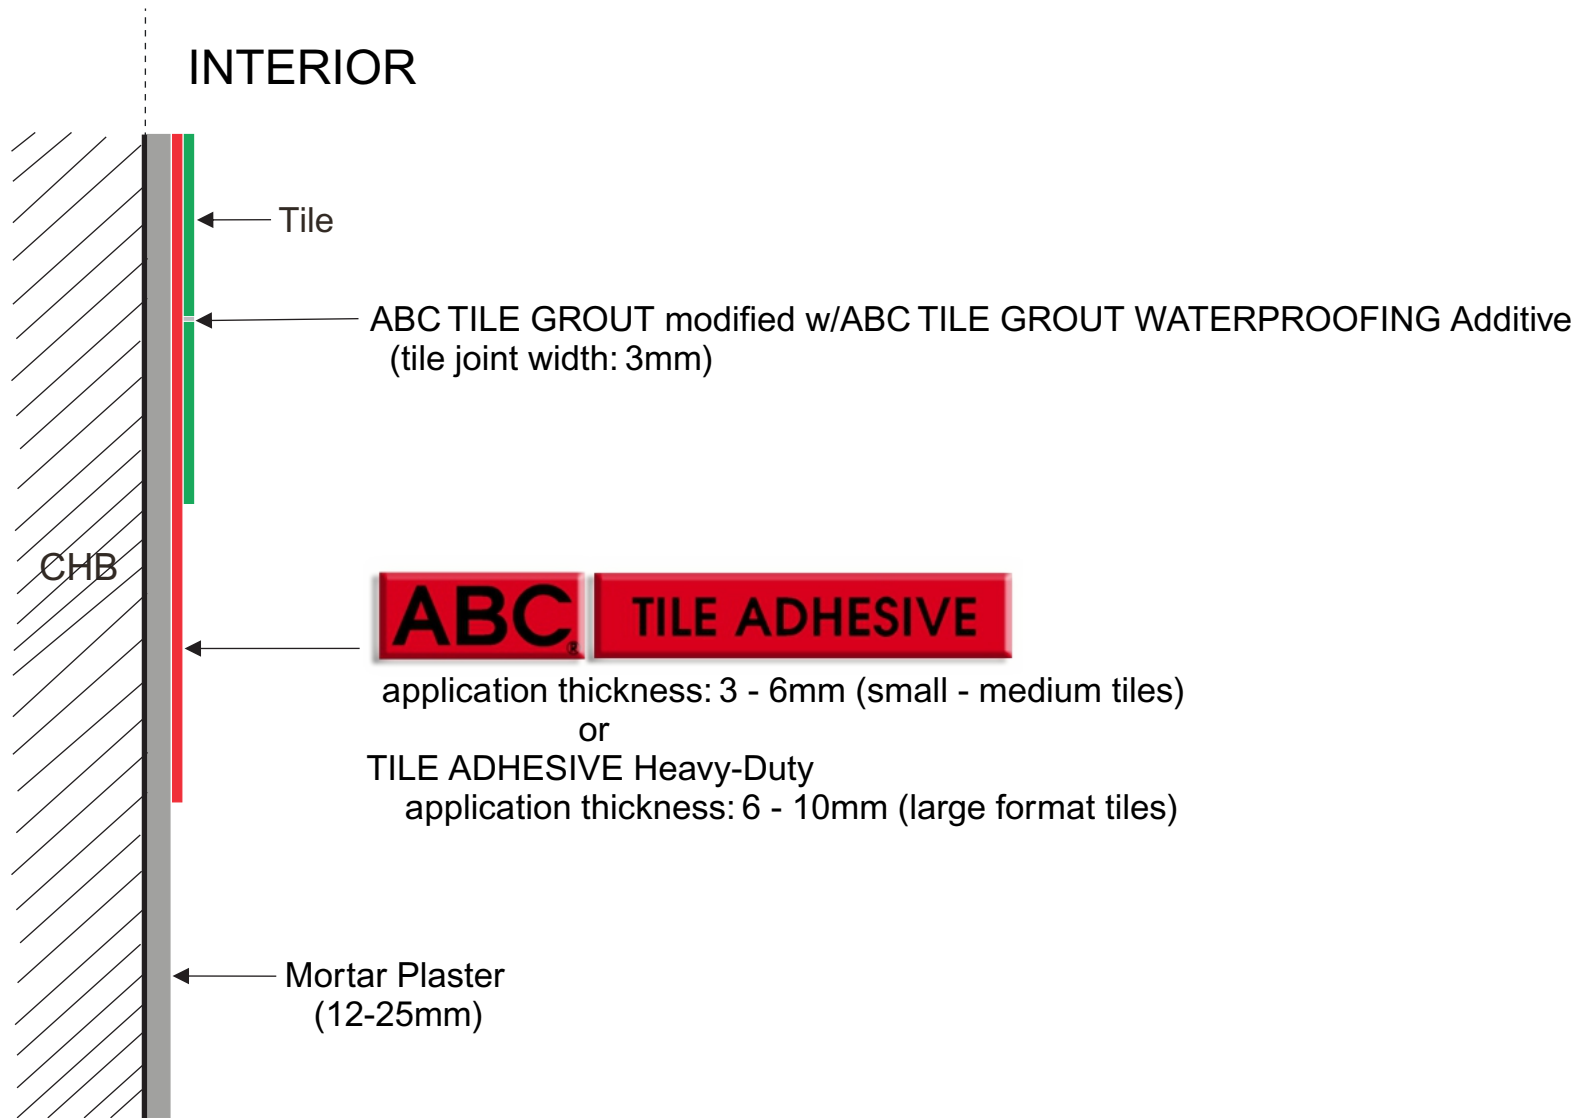 INTERIOR
Tile
ABC TILE GROUT modified w/ABC TILE GROUT WATERPROOFING Additive
(tile joint width: 3mm)
CHB
ABC® TILE ADHESIVE
application thickness: 3 - 6mm (small - medium tiles)
or
TILE ADHESIVE Heavy-Duty
application thickness: 6 - 10mm (large format tiles)
Mortar Plaster
(12-25mm)